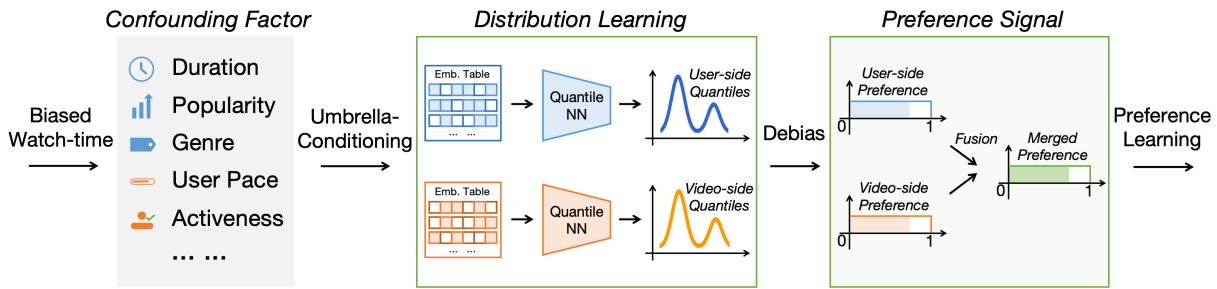 Confounding Factor
Distribution Learning
Preference Signal
Biased
Watch-time
Duration
Popularity
Genre
User Pace
Activeness
... ...
Umbrella-
Conditioning
Emb. Table
... ...
Quantile
NN
User-side
Quantiles
Emb. Table
... ...
Quantile
NN
Video-side
Quantiles
Debias
User-side
Preference
0 1
Fusion
Video-side
Preference
0 1
Merged
Preference
0 1
Preference
Learning